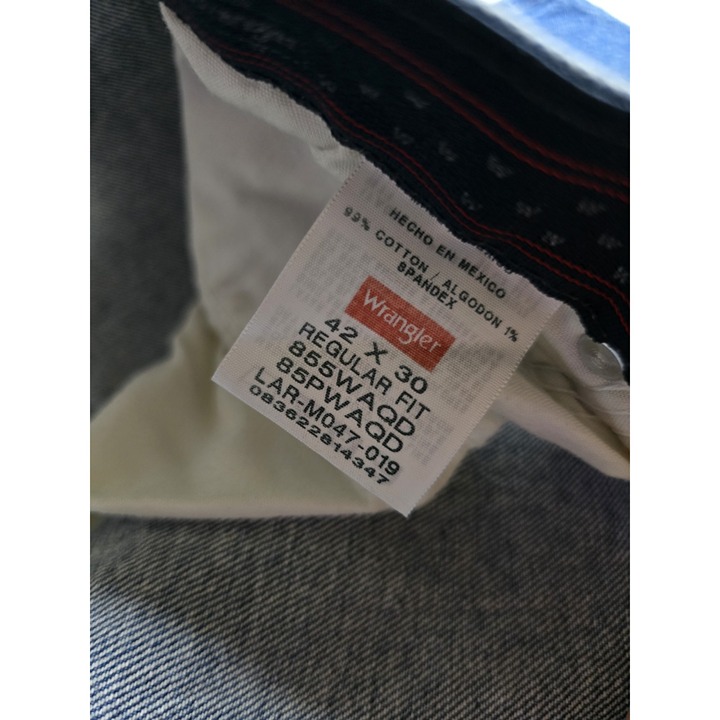 HECHO EN MEXICO
99% COTTON / ALGODON 1%
SPANDEX
Wrangler
42 X 30
REGULAR FIT
855WAQD
85PWAQD
LAR-M047-019
083622814347